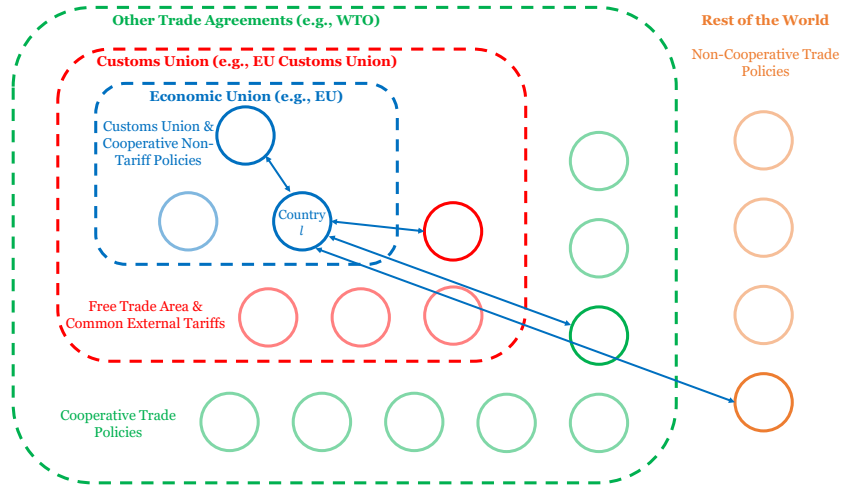 Other Trade Agreements (e.g., WTO)
Rest of the World
Non-Cooperative Trade
Policies
Customs Union (e.g., EU Customs Union)
Economic Union (e.g., EU)
Customs Union &
Cooperative Non-
Tariff Policies
Country
l
Free Trade Area &
Common External Tariffs
Cooperative Trade
Policies